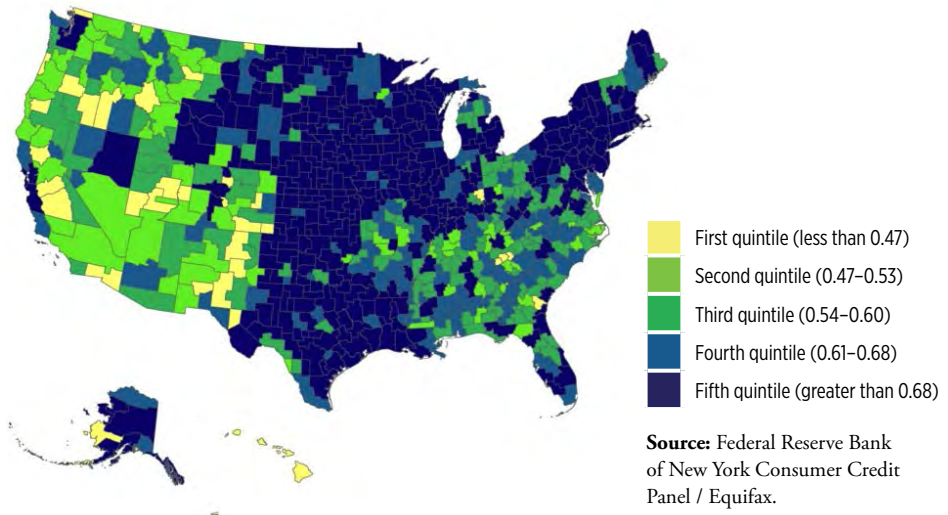 First quintile (less than 0.47)
Second quintile (0.47–0.53)
Third quintile (0.54–0.60)
Fourth quintile (0.61–0.68)
Fifth quintile (greater than 0.68)
Source: Federal Reserve Bank
of New York Consumer Credit
Panel / Equifax.